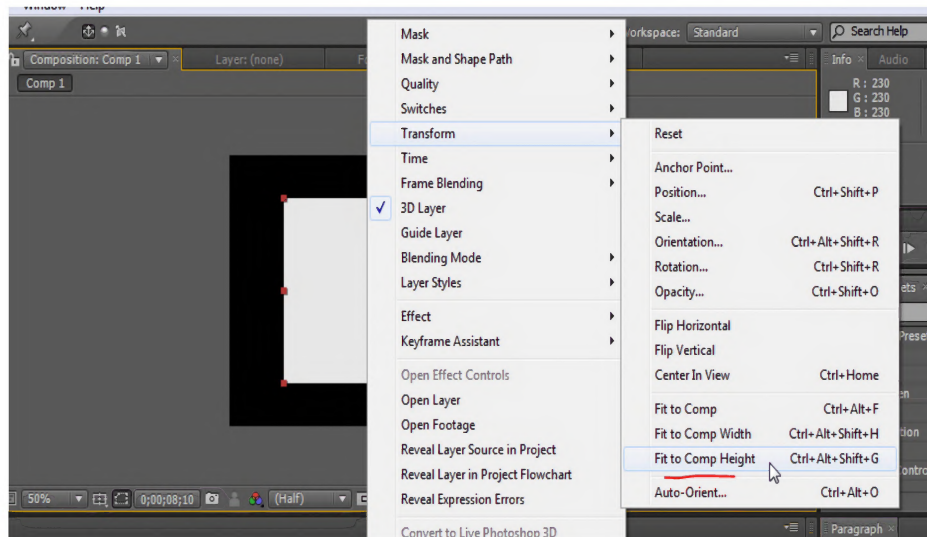 Window Help
Workspace: Standard
Search Help
Composition: Comp 1
Layer: (none)
Info
Audio
Comp 1
R: 230
G: 230
B: 230
Mask
Mask and Shape Path
Quality
Switches
Transform
Time
Frame Blending
3D Layer
Guide Layer
Blending Mode
Layer Styles
Effect
Keyframe Assistant
Open Effect Controls
Open Layer
Open Footage
Reveal Layer Source in Project
Reveal Layer in Project Flowchart
Reveal Expression Errors
Convert to Live Photoshop 3D
Reset
Anchor Point...
Position... Ctrl+Shift+P
Scale...
Orientation... Ctrl+Alt+Shift+R
Rotation... Ctrl+Shift+R
Opacity... Ctrl+Shift+O
Flip Horizontal
Flip Vertical
Center In View Ctrl+Home
Fit to Comp Ctrl+Alt+F
Fit to Comp Width Ctrl+Alt+Shift+H
Fit to Comp Height Ctrl+Alt+Shift+G
Auto-Orient... Ctrl+Alt+O
50% 0;00;08;10 (Half)
Paragraph